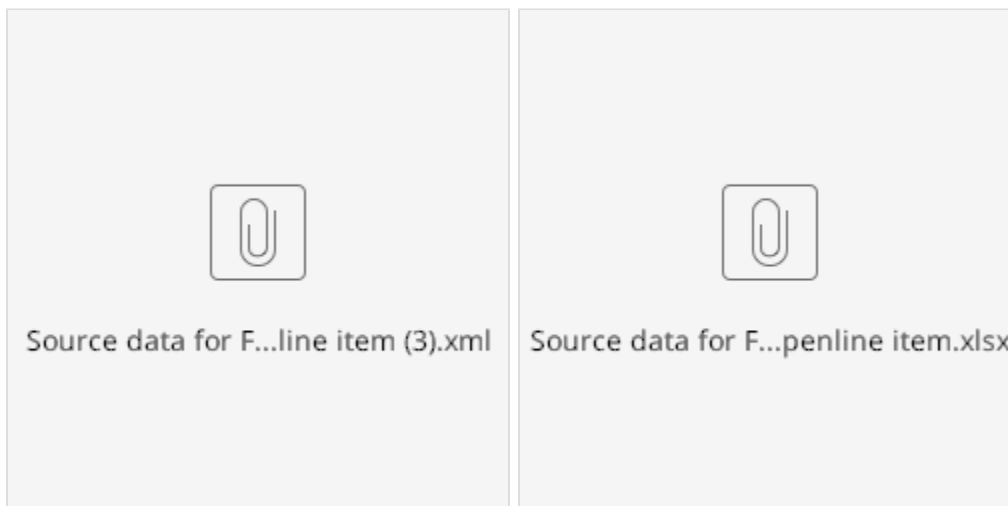 Source data for F...line item (3).xml
Source data for F...penline item.xlsx